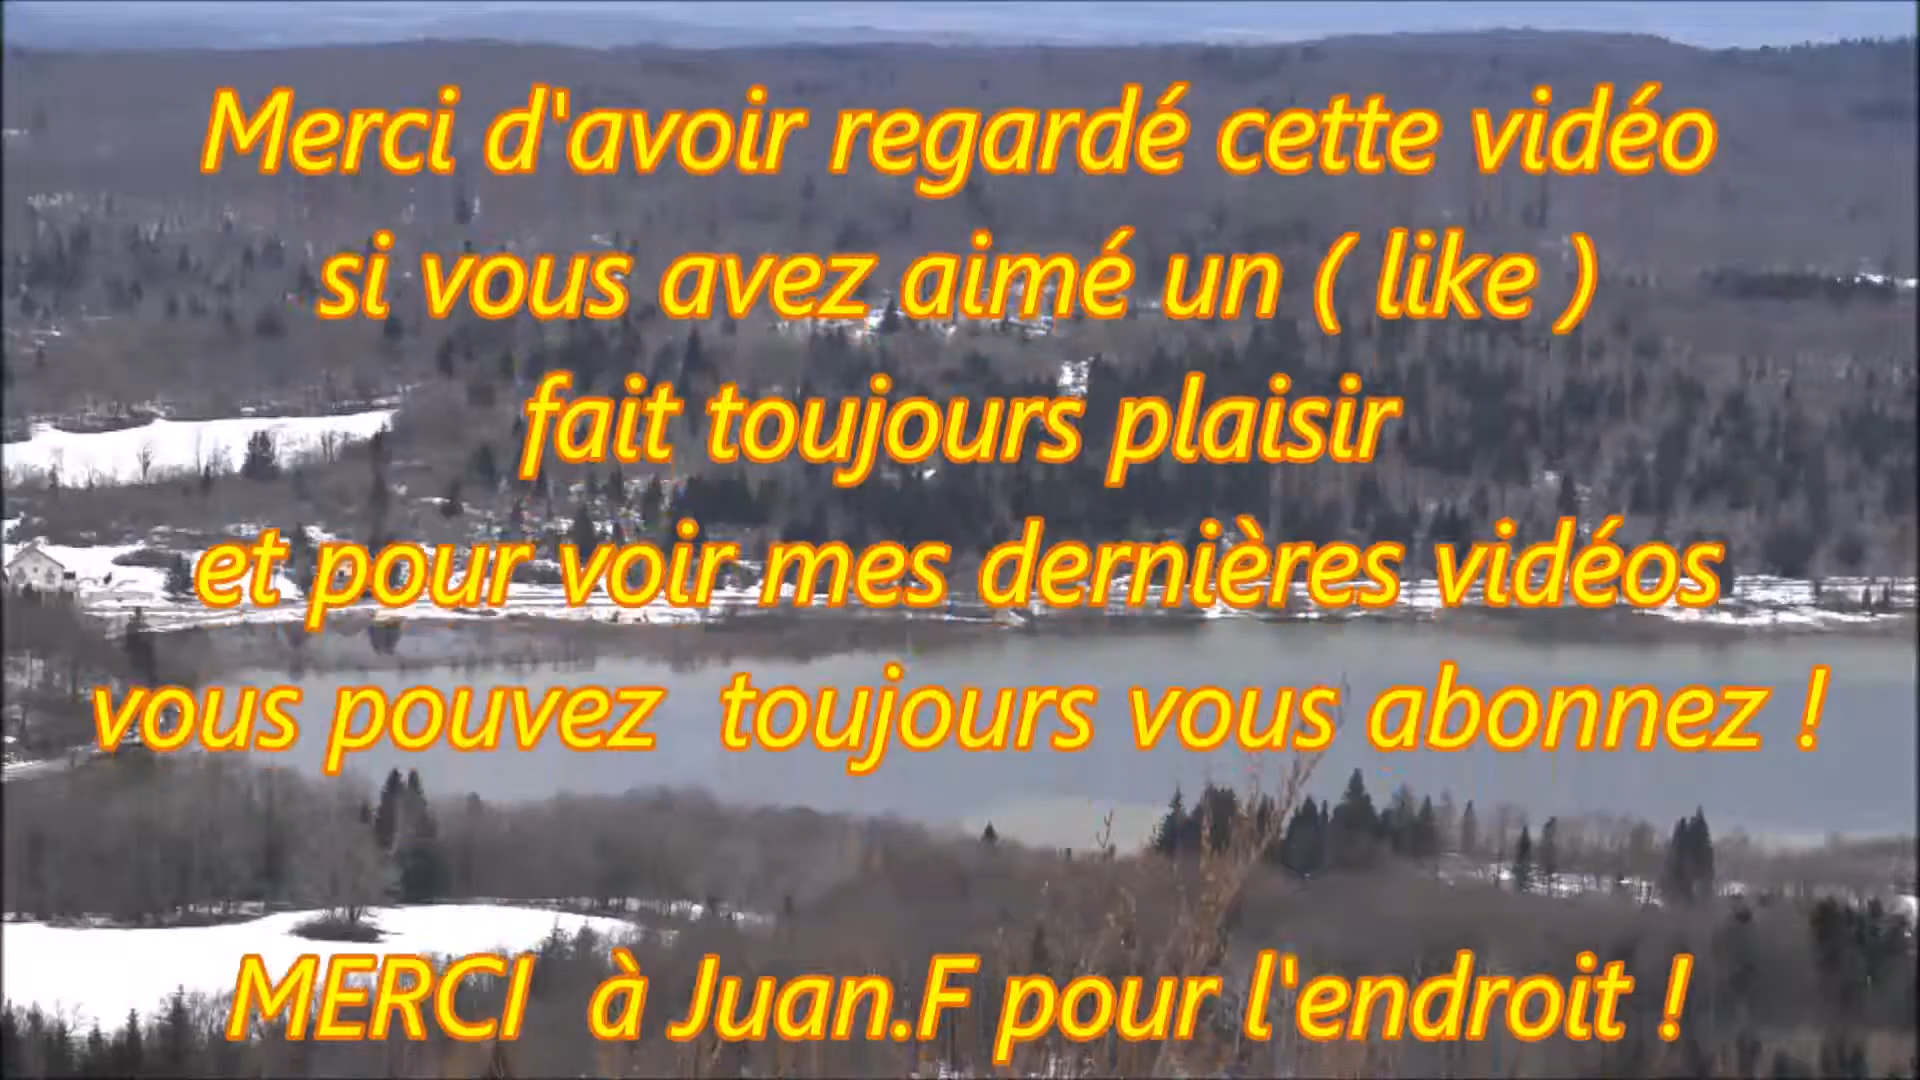 Merci d'avoir regardé cette vidéo
si vous avez aimé un ( like )
fait toujours plaisir
et pour voir mes dernières vidéos
vous pouvez  toujours vous abonnez !
MERCI  à Juan.F pour l'endroit !